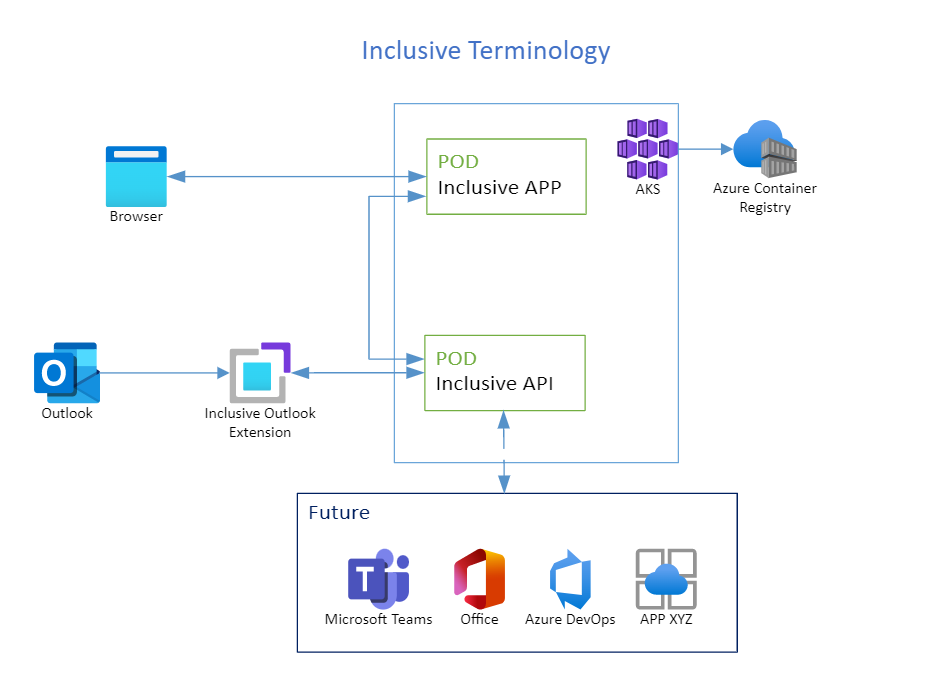 Inclusive Terminology
POD
Inclusive APP
AKS
Azure Container
Registry
Browser
POD
Inclusive API
O
Outlook
Inclusive Outlook
Extension
Future
T
Microsoft Teams
Office
Azure DevOps
APP XYZ